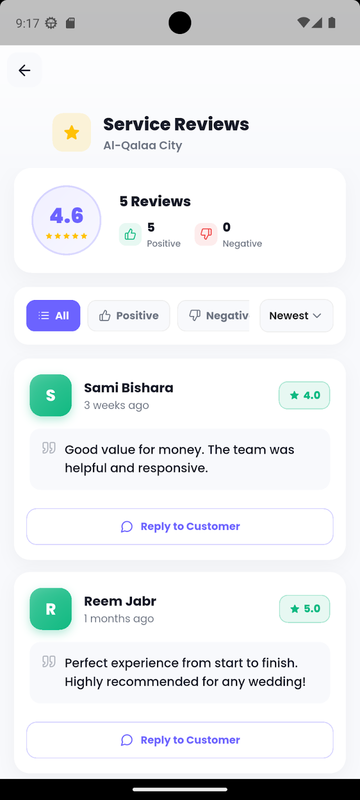 9:17
Service Reviews
Al-Qalaa City
4.6
5 Reviews
5
Positive
0
Negative
All
Positive
Negativ
Newest
S
Sami Bishara
3 weeks ago
4.0
Good value for money. The team was
helpful and responsive.
Reply to Customer
R
Reem Jabr
1 months ago
5.0
Perfect experience from start to finish.
Highly recommended for any wedding!
Reply to Customer